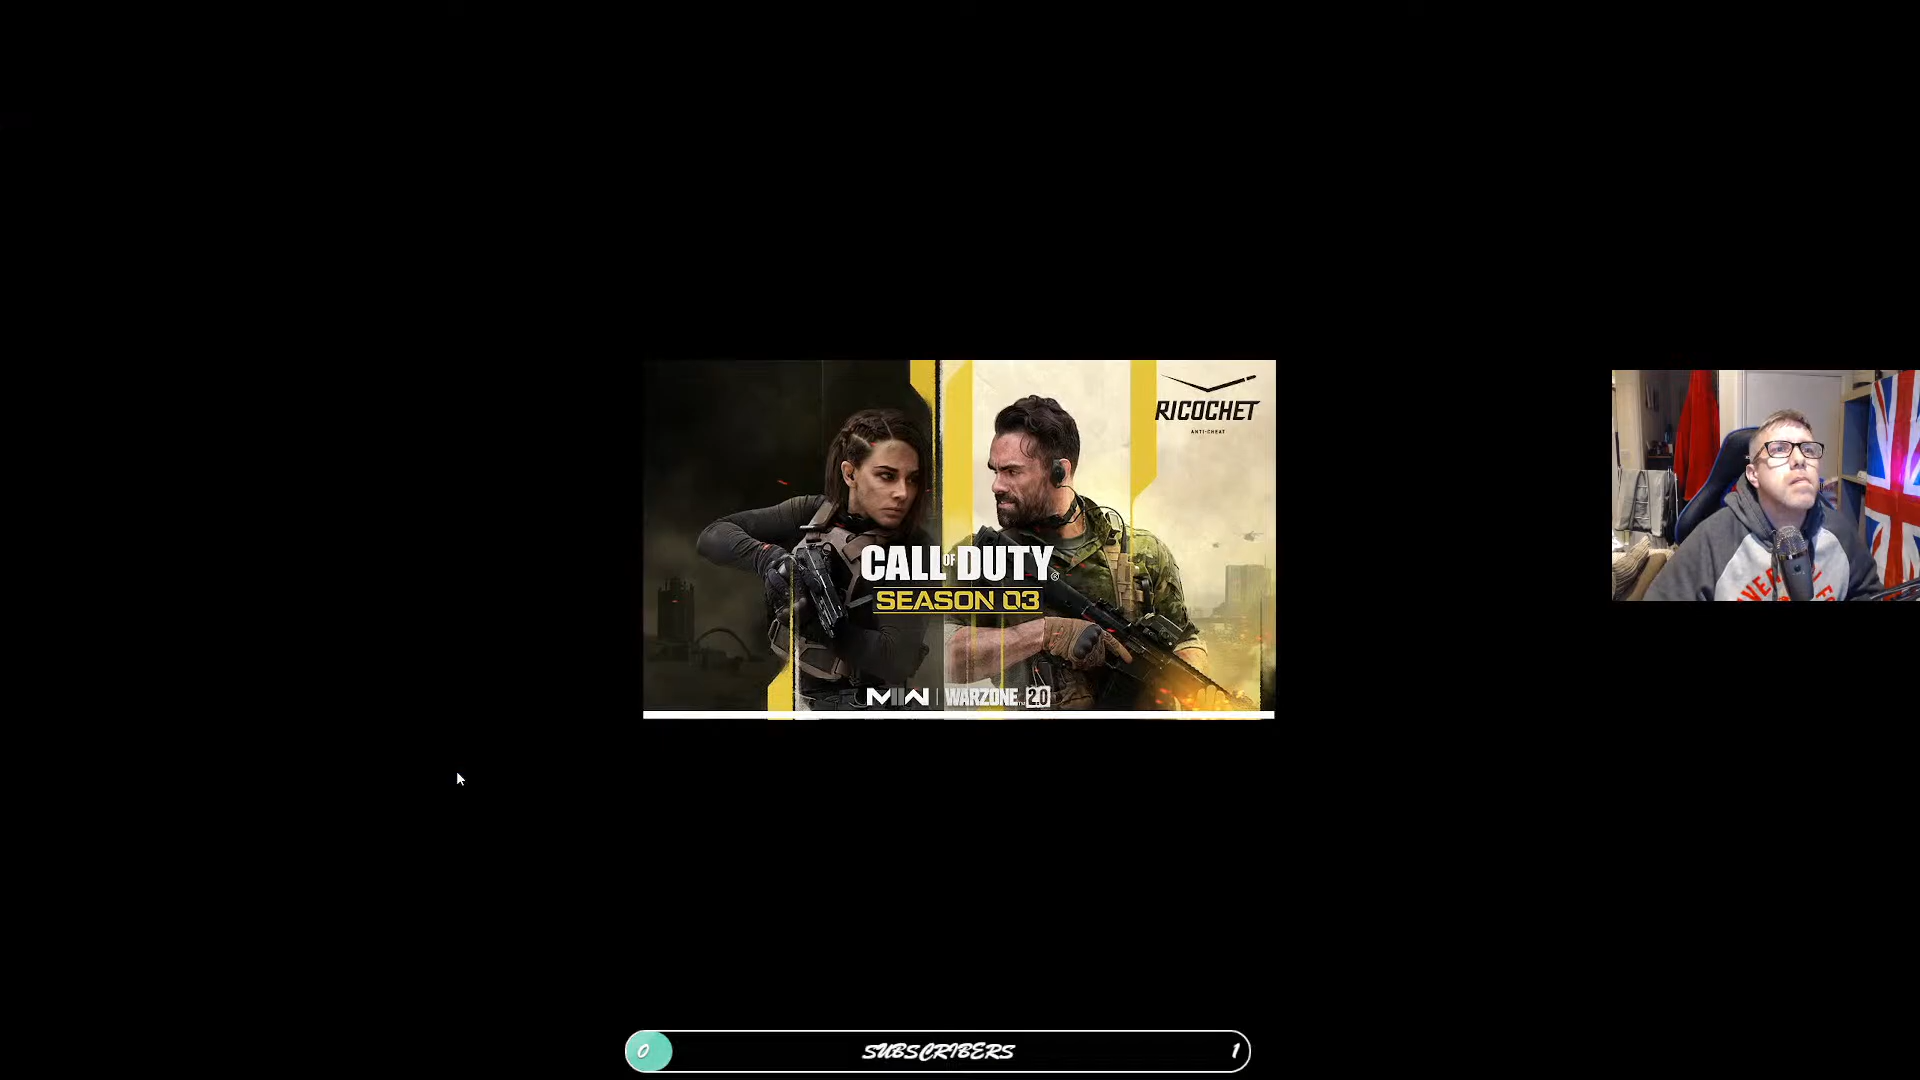 RICOCHET
ANTI-CHEAT
CALL OF DUTY
SEASON 03
MW | WARZONE 2.0
0 SUBSCRIBERS 1